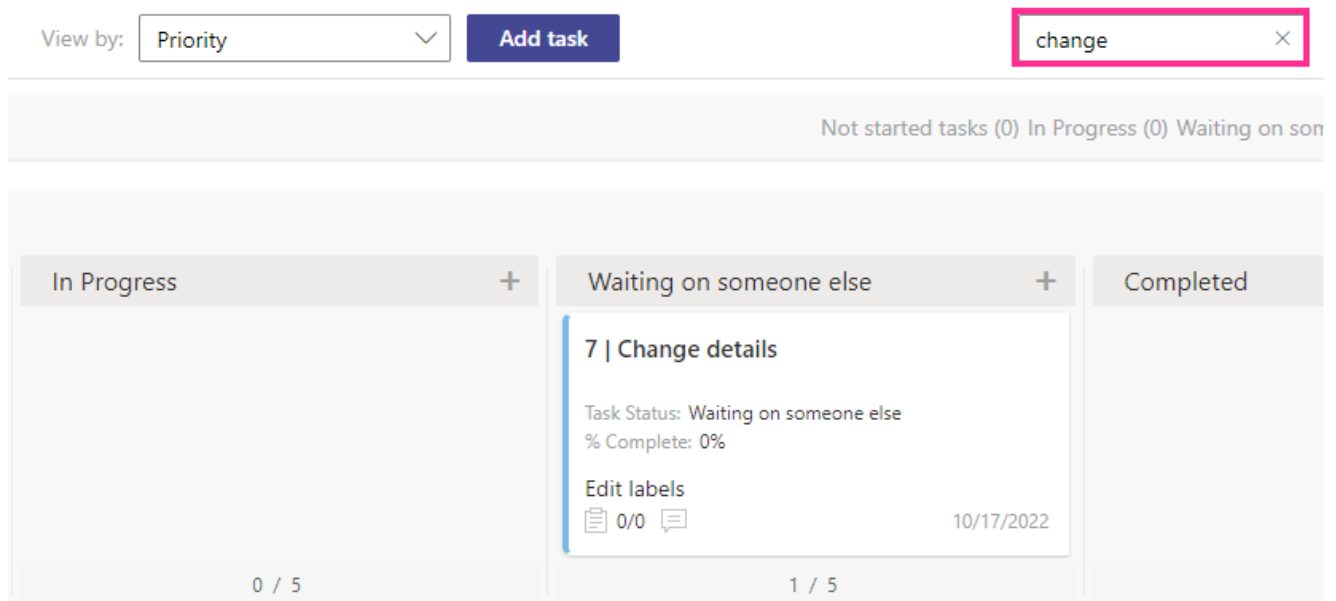 View by: Priority Add task change
Not started tasks (0) In Progress (0) Waiting on
In Progress + Waiting on someone else + Completed
7 | Change details
Task Status: Waiting on someone else
% Complete: 0%
Edit labels
0/0 10/17/2022
0 / 5 1 / 5